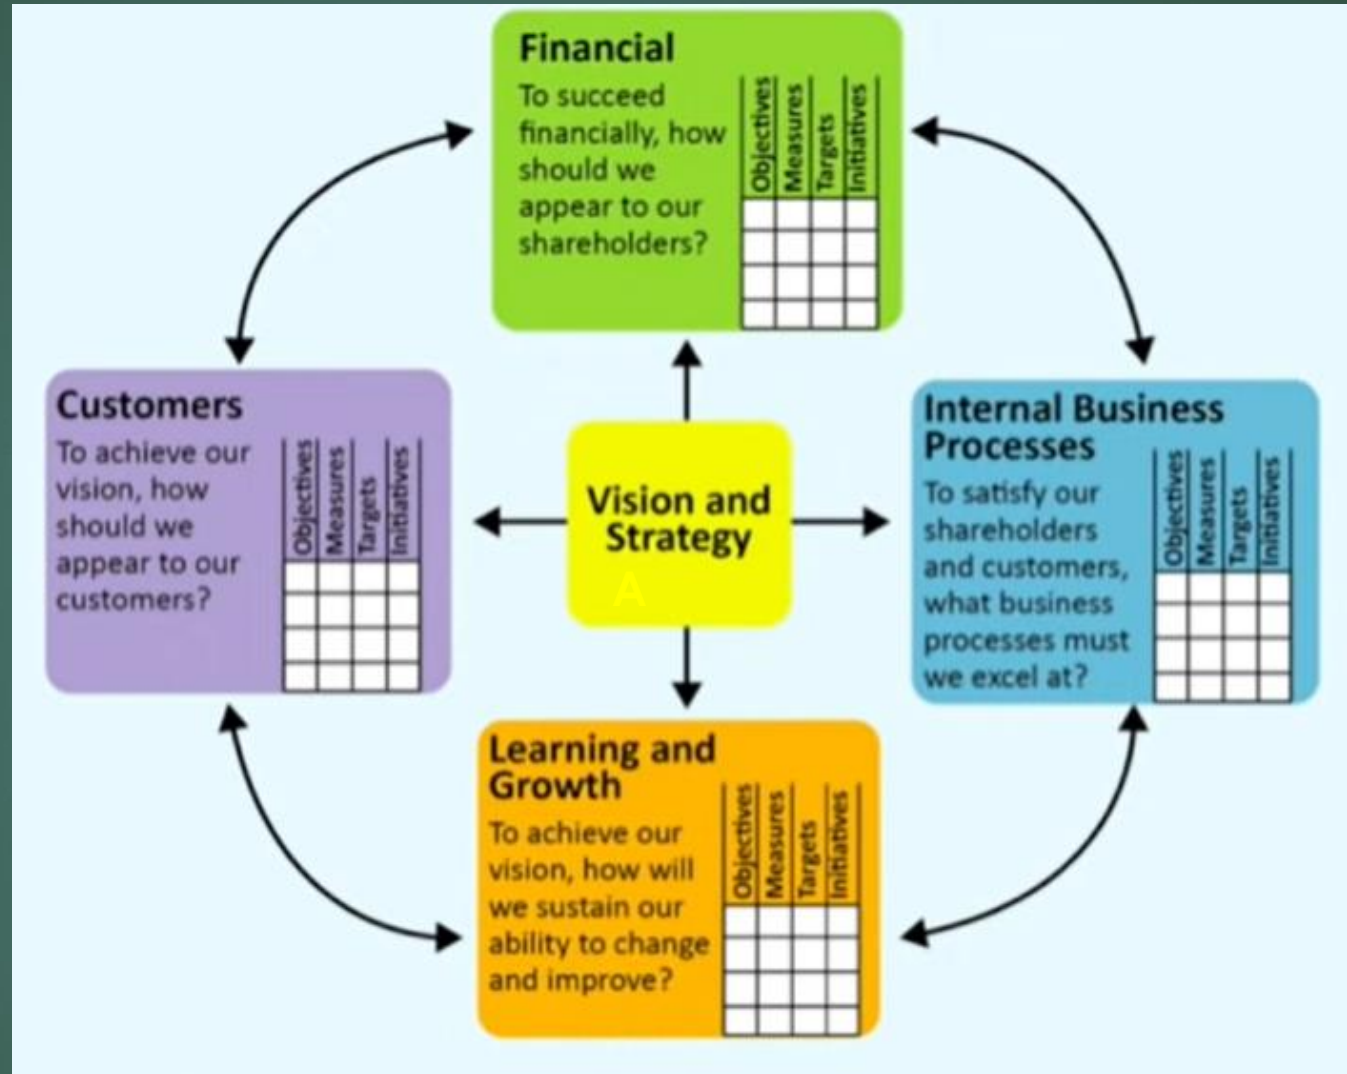 Financial
To succeed
financially, how
should we
appear to our
shareholders?
Objectives
Measures
Targets
Initiatives
Customers
To achieve our
vision, how
should we
appear to our
customers?
Objectives
Measures
Targets
Initiatives
Vision and
Strategy
A
Internal Business
Processes
To satisfy our
shareholders
and customers,
what business
processes must
we excel at?
Objectives
Measures
Targets
Initiatives
Learning and
Growth
To achieve our
vision, how will
we sustain our
ability to change
and improve?
Objectives
Measures
Targets
Initiatives